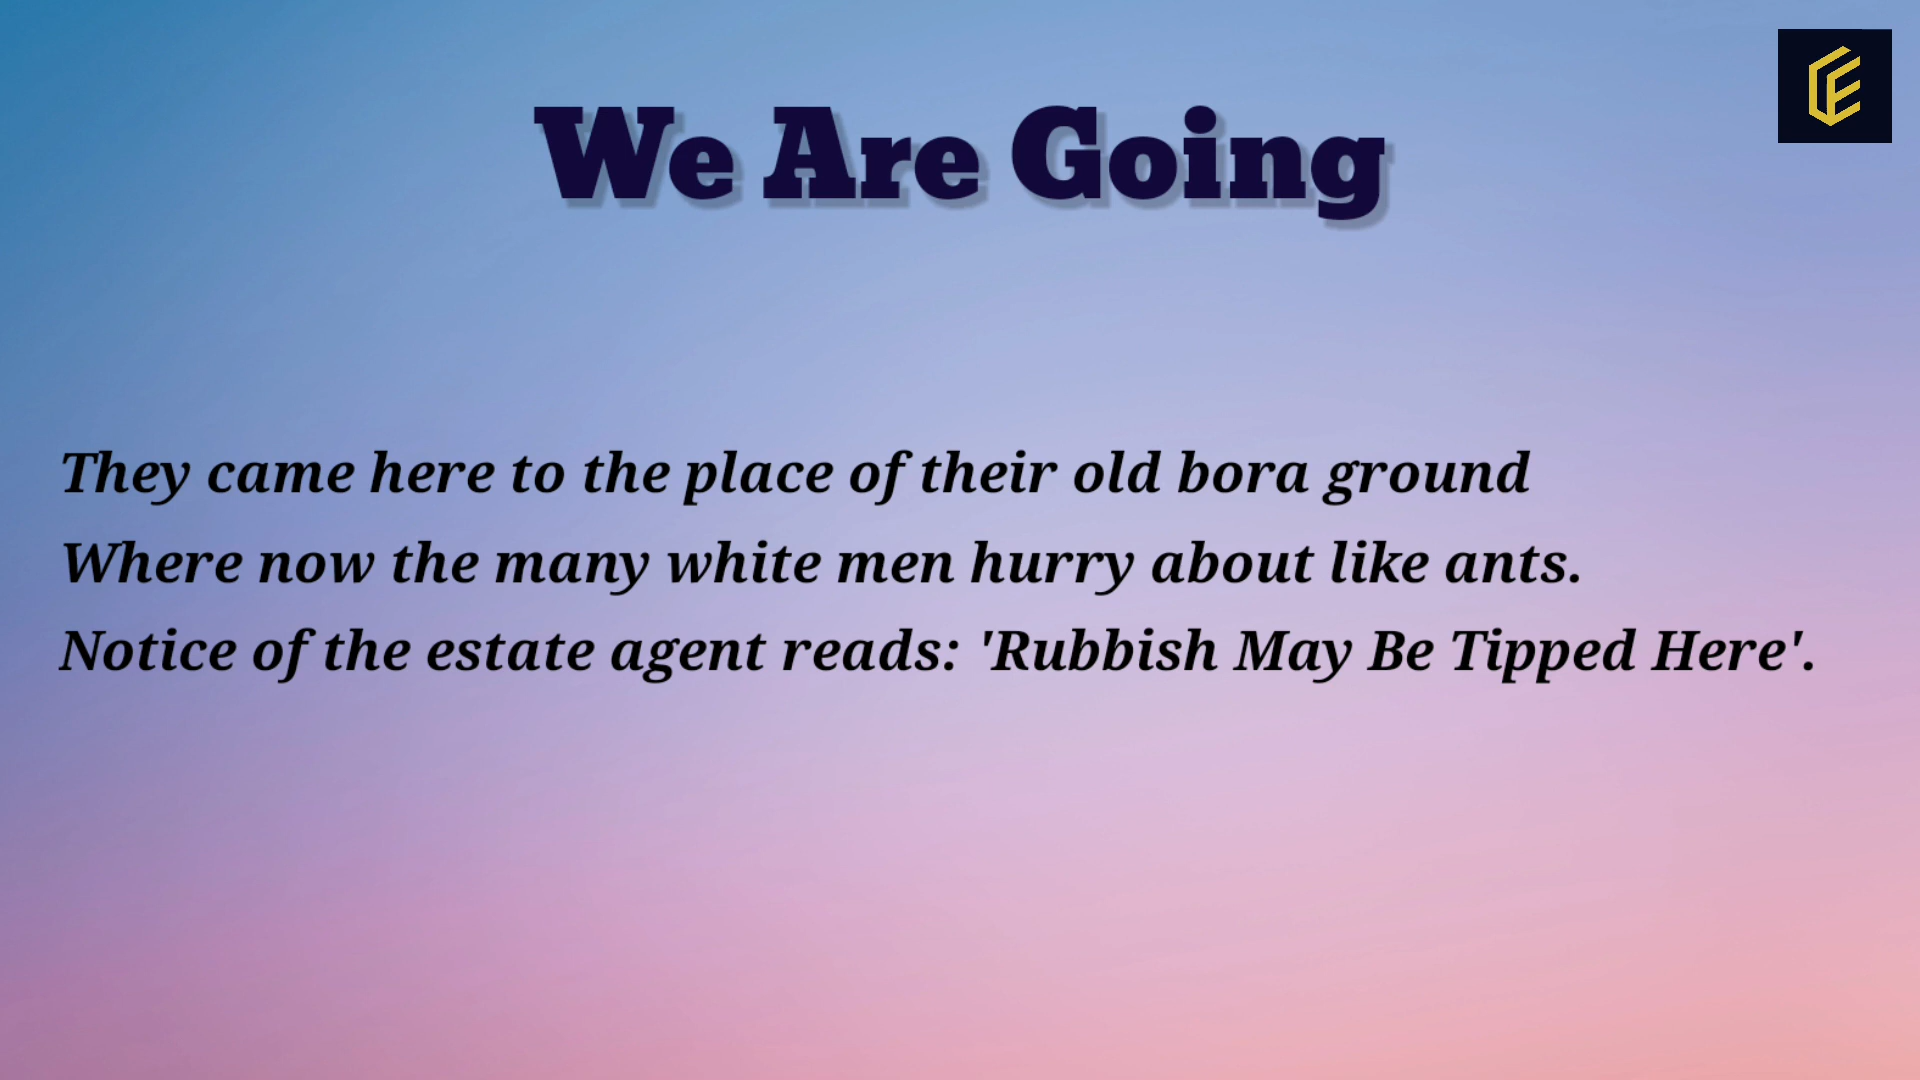 We Are Going
They came here to the place of their old bora ground
Where now the many white men hurry about like ants.
Notice of the estate agent reads: 'Rubbish May Be Tipped Here'.